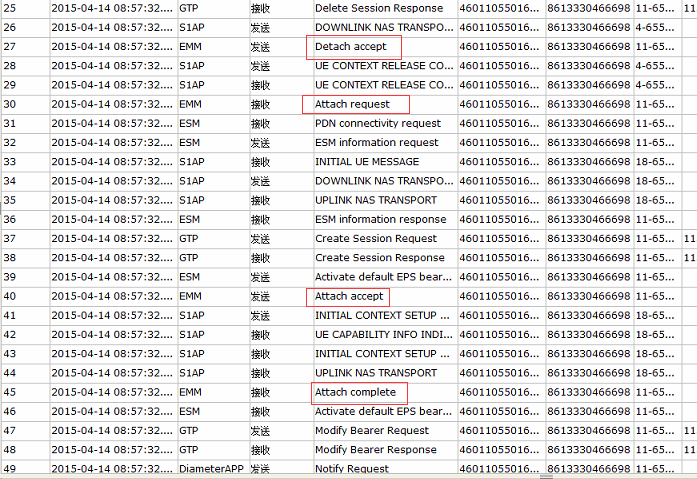 25 2015-04-14 08:57:32.... GTP 接收 Delete Session Response 46011055016... 8613330466698 11-65... 11
26 2015-04-14 08:57:32.... S1AP 发送 DOWNLINK NAS TRANSPO... 46011055016... 8613330466698 4-655...
27 2015-04-14 08:57:32.... EMM 发送 Detach accept 46011055016... 8613330466698 11-65...
28 2015-04-14 08:57:32.... S1AP 发送 UE CONTEXT RELEASE CO... 46011055016... 8613330466698 4-655...
29 2015-04-14 08:57:32.... S1AP 接收 UE CONTEXT RELEASE CO... 46011055016... 8613330466698 4-655...
30 2015-04-14 08:57:32.... EMM 接收 Attach request 46011055016... 8613330466698 11-65...
31 2015-04-14 08:57:32.... ESM 接收 PDN connectivity request 46011055016... 8613330466698 11-65...
32 2015-04-14 08:57:32.... ESM 发送 ESM information request 46011055016... 8613330466698 11-65...
33 2015-04-14 08:57:32.... S1AP 接收 INITIAL UE MESSAGE 46011055016... 8613330466698 18-65...
34 2015-04-14 08:57:32.... S1AP 发送 DOWNLINK NAS TRANSPO... 46011055016... 8613330466698 18-65...
35 2015-04-14 08:57:32.... S1AP 接收 UPLINK NAS TRANSPORT 46011055016... 8613330466698 18-65...
36 2015-04-14 08:57:32.... ESM 接收 ESM information response 46011055016... 8613330466698 11-65...
37 2015-04-14 08:57:32.... GTP 发送 Create Session Request 46011055016... 8613330466698 11-65... 11
38 2015-04-14 08:57:32.... GTP 接收 Create Session Response 46011055016... 8613330466698 11-65... 11
39 2015-04-14 08:57:32.... ESM 发送 Activate default EPS bear... 46011055016... 8613330466698 11-65...
40 2015-04-14 08:57:32.... EMM 发送 Attach accept 46011055016... 8613330466698 11-65...
41 2015-04-14 08:57:32.... S1AP 发送 INITIAL CONTEXT SETUP ... 46011055016... 8613330466698 18-65...
42 2015-04-14 08:57:32.... S1AP 接收 UE CAPABILITY INFO INDI... 46011055016... 8613330466698 18-65...
43 2015-04-14 08:57:32.... S1AP 接收 INITIAL CONTEXT SETUP ... 46011055016... 8613330466698 18-65...
44 2015-04-14 08:57:32.... S1AP 接收 UPLINK NAS TRANSPORT 46011055016... 8613330466698 18-65...
45 2015-04-14 08:57:32.... EMM 接收 Attach complete 46011055016... 8613330466698 11-65...
46 2015-04-14 08:57:32.... ESM 接收 Activate default EPS bear... 46011055016... 8613330466698 11-65...
47 2015-04-14 08:57:32.... GTP 发送 Modify Bearer Request 46011055016... 8613330466698 11-65... 11
48 2015-04-14 08:57:32.... GTP 接收 Modify Bearer Response 46011055016... 8613330466698 11-65... 11
49 2015-04-14 08:57:32.... DiameterAPP 发送 Notify Request 46011055016... 8613330466698 11-65...